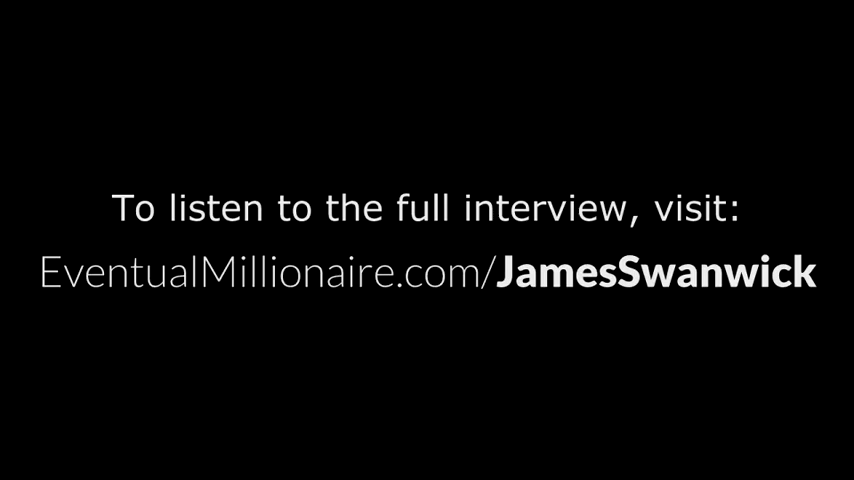 To listen to the full interview, visit:
EventualMillionaire.com/JamesSwanwick